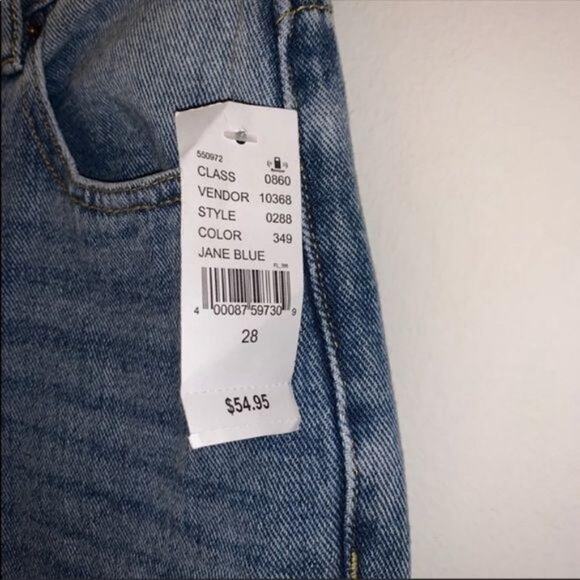 550972
CLASS 0860
VENDOR 10368
STYLE 0288
COLOR 349
JANE BLUE
4 00087 59730 9
28
$54.95